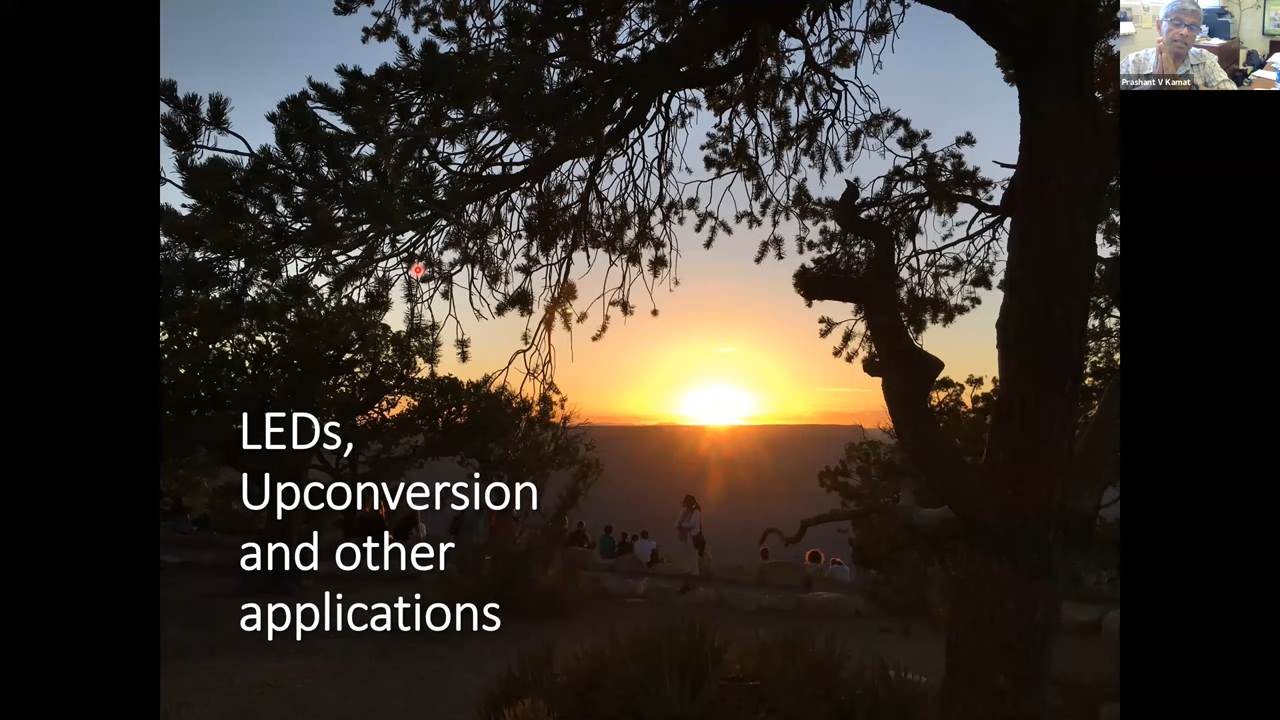 Prashant V Kamat
LEDs,
Upconversion
and other
applications